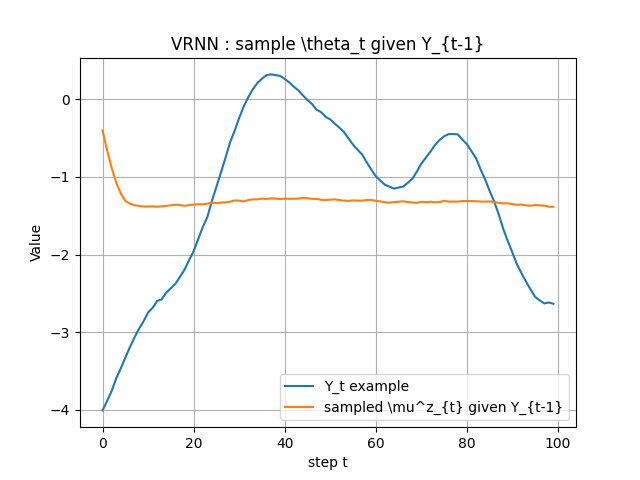 VRNN : sample \theta_t given Y_{t-1}
Value
0
−1
−2
−3
−4
Y_t example
sampled \mu^z_{t} given Y_{t-1}
0
20
40
60
80
100
step t